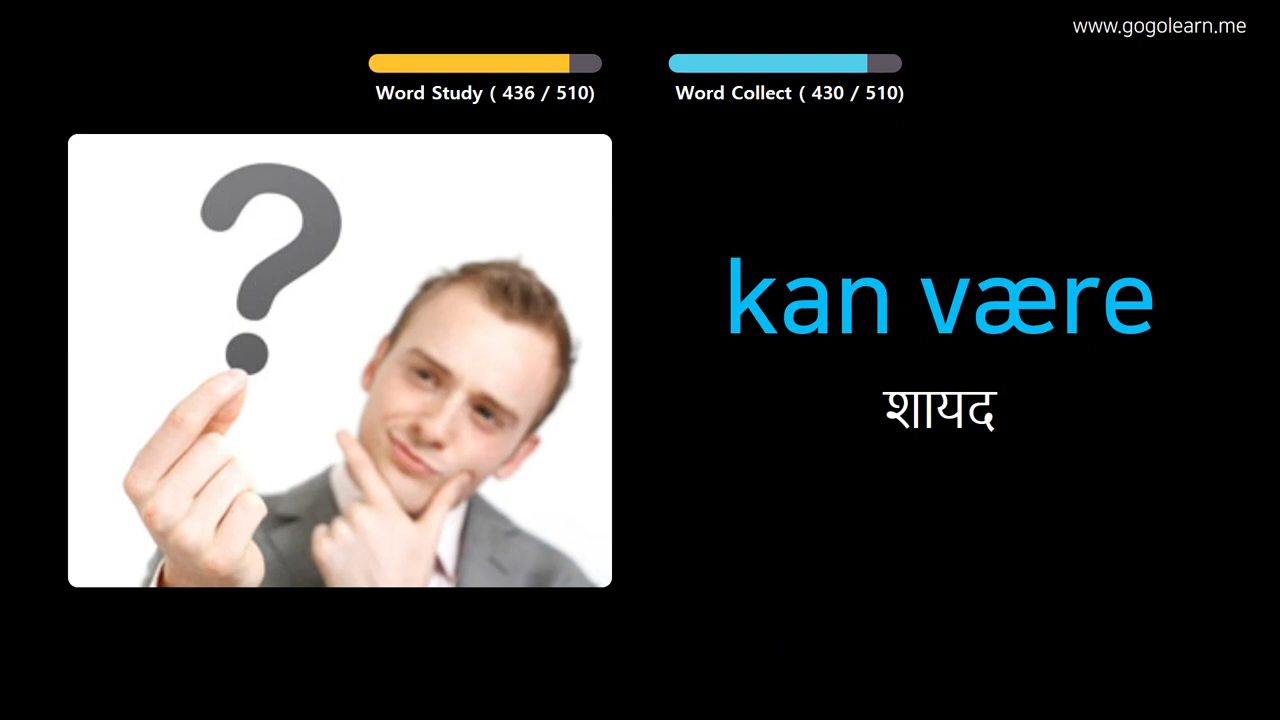 www.gogolearn.me
Word Study ( 436 / 510)
Word Collect ( 430 / 510)
?
kan være
शायद